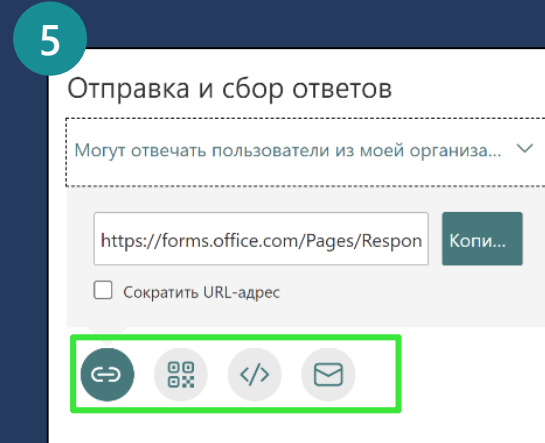 5
Отправка и сбор ответов
Могут отвечать пользователи из моей организа...
https://forms.office.com/Pages/Respon
Копи...
Сократить URL-адрес